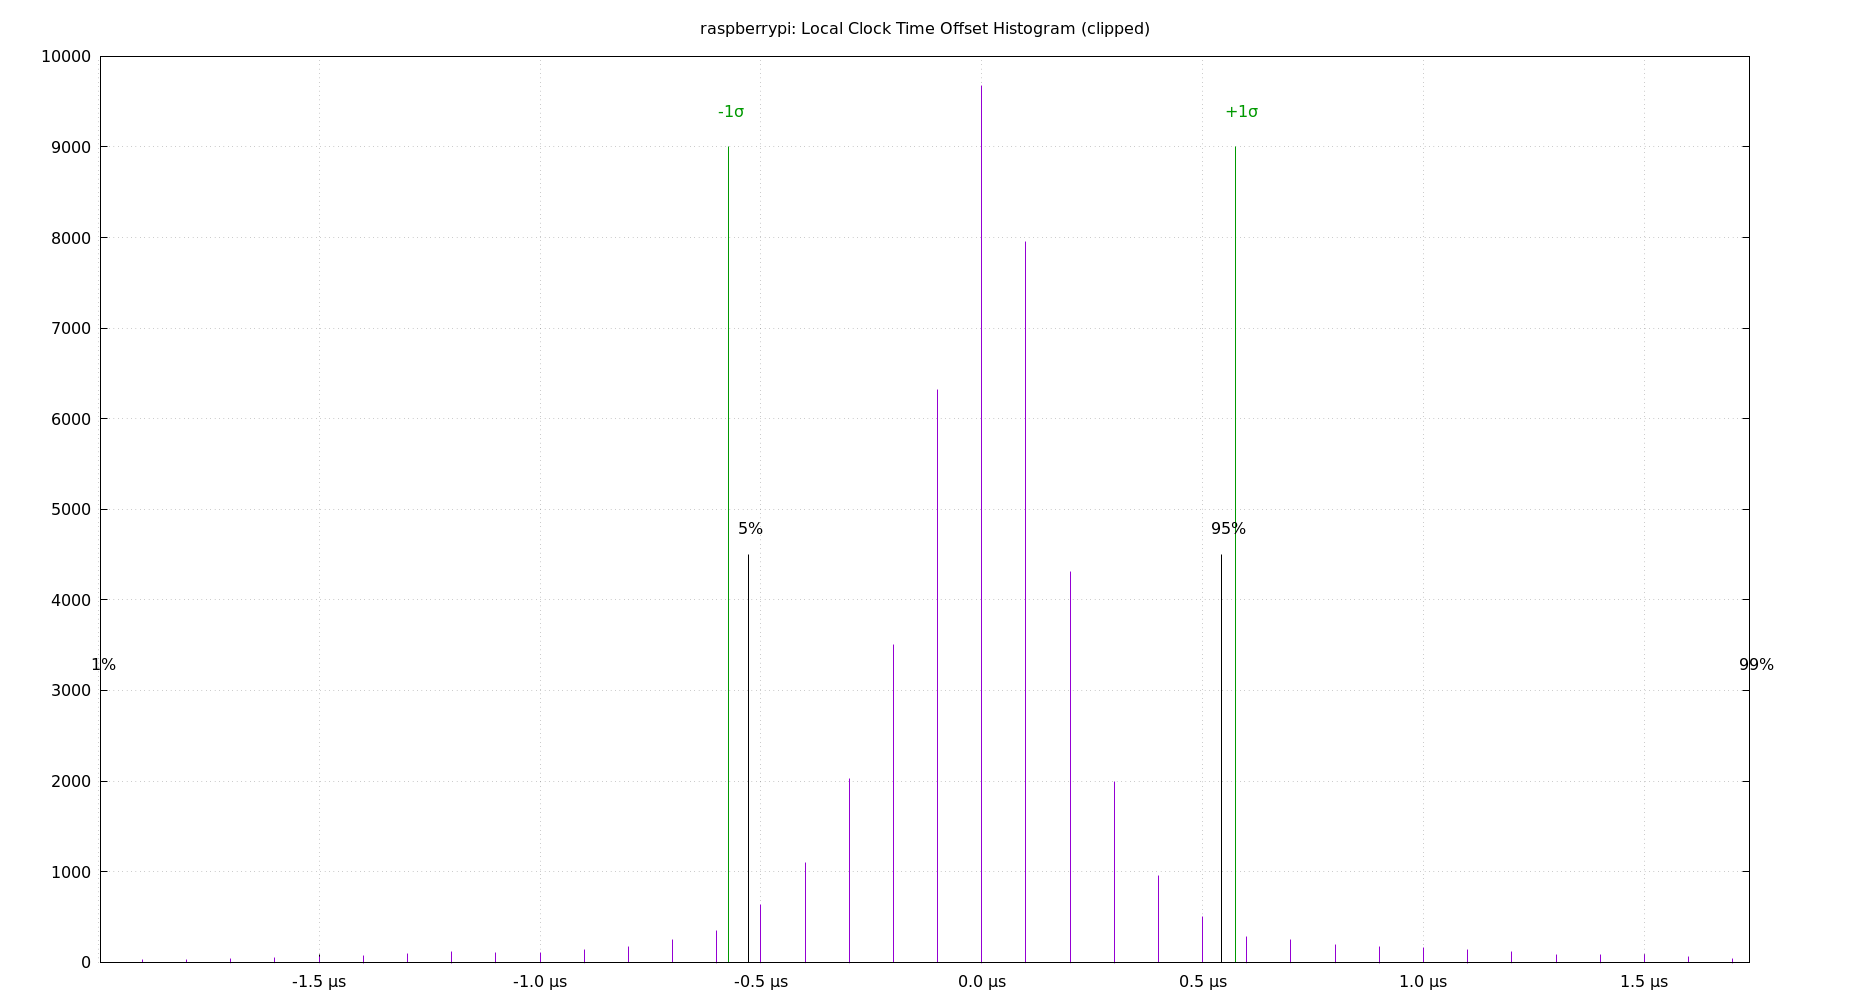 raspberrypi: Local Clock Time Offset Histogram (clipped)
10000
-1σ
+1σ
9000
8000
7000
6000
5000
5%
95%
4000
1%
99%
3000
2000
1000
0
-1.5 µs
-1.0 µs
-0.5 µs
0.0 µs
0.5 µs
1.0 µs
1.5 µs